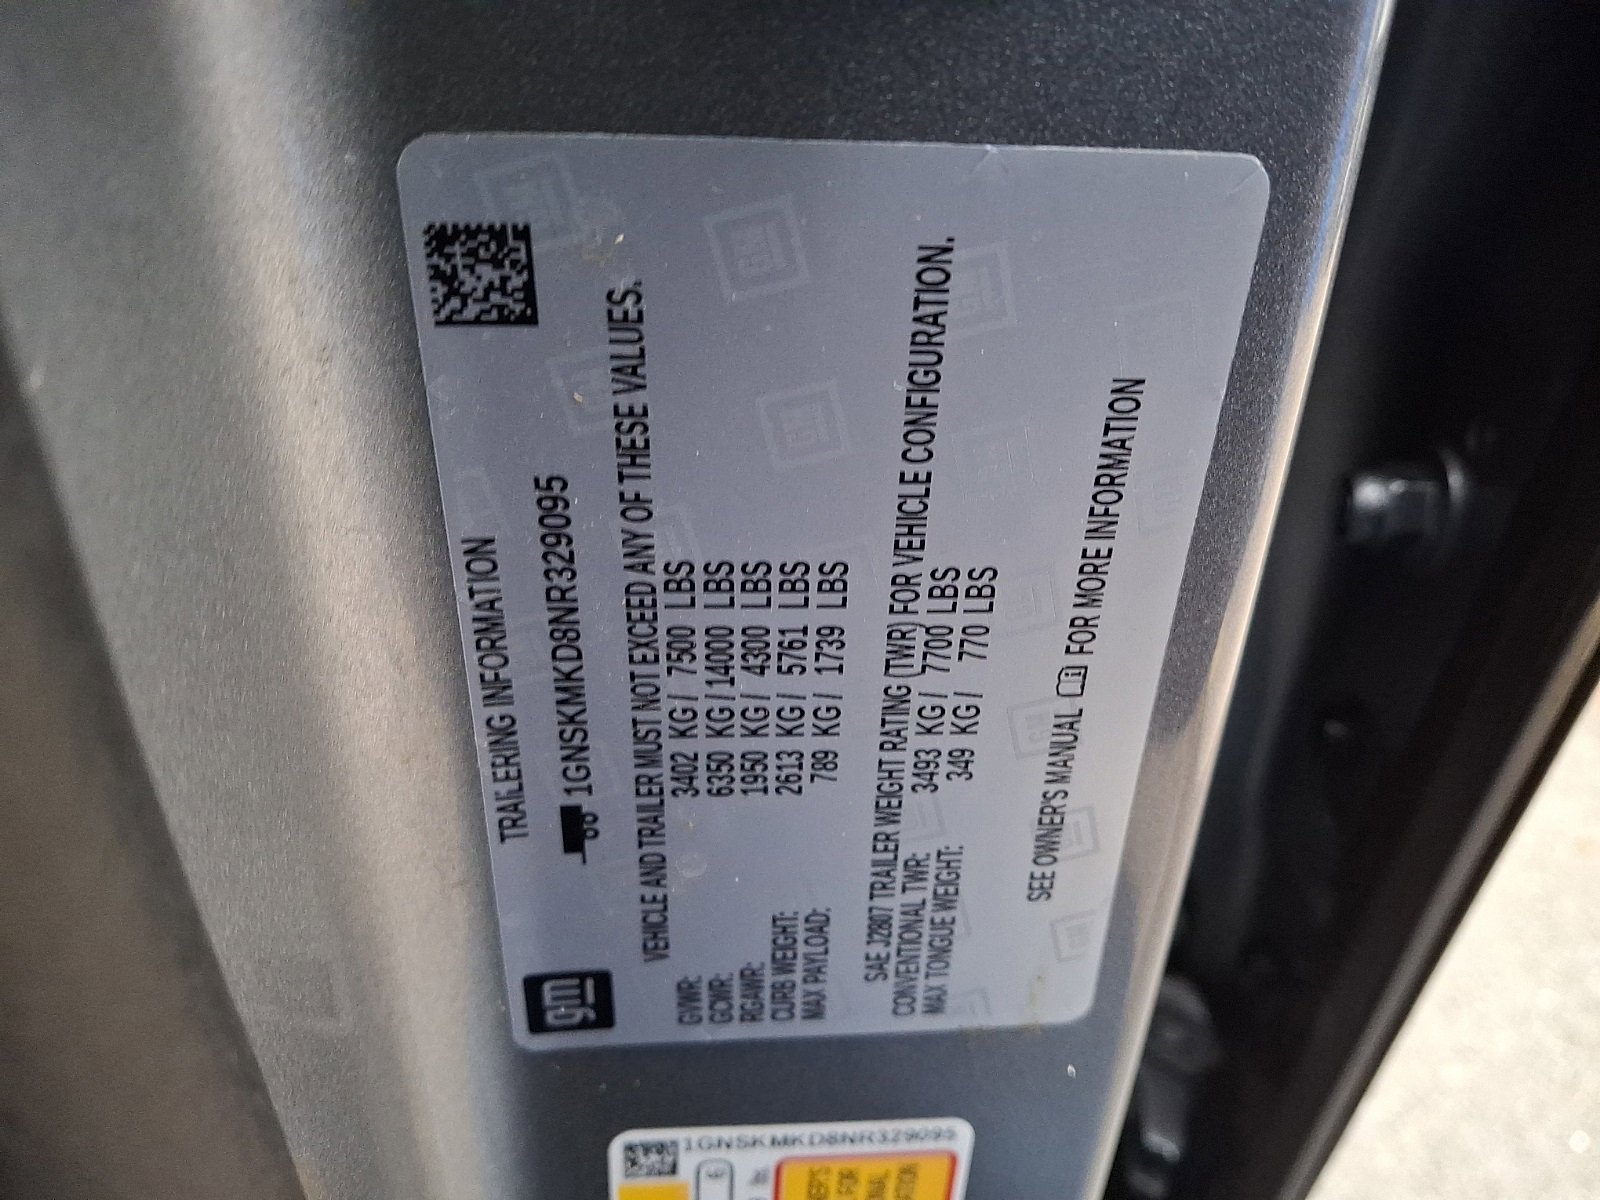 gm
TRAILERING INFORMATION
1GNSKMKD8NR329095
VEHICLE AND TRAILER MUST NOT EXCEED ANY OF THESE VALUES.
GVWR: 3402 KG / 7500 LBS
GCWR: 6350 KG / 14000 LBS
RGAWR: 1950 KG / 4300 LBS
CURB WEIGHT: 2613 KG / 5761 LBS
MAX PAYLOAD: 789 KG / 1739 LBS
SAE J2807 TRAILER WEIGHT RATING (TWR) FOR VEHICLE CONFIGURATION.
CONVENTIONAL TWR: 3493 KG / 7700 LBS
MAX TONGUE WEIGHT: 349 KG / 770 LBS
SEE OWNER'S MANUAL FOR MORE INFORMATION
1GNSKMKD8NR329095
FOR